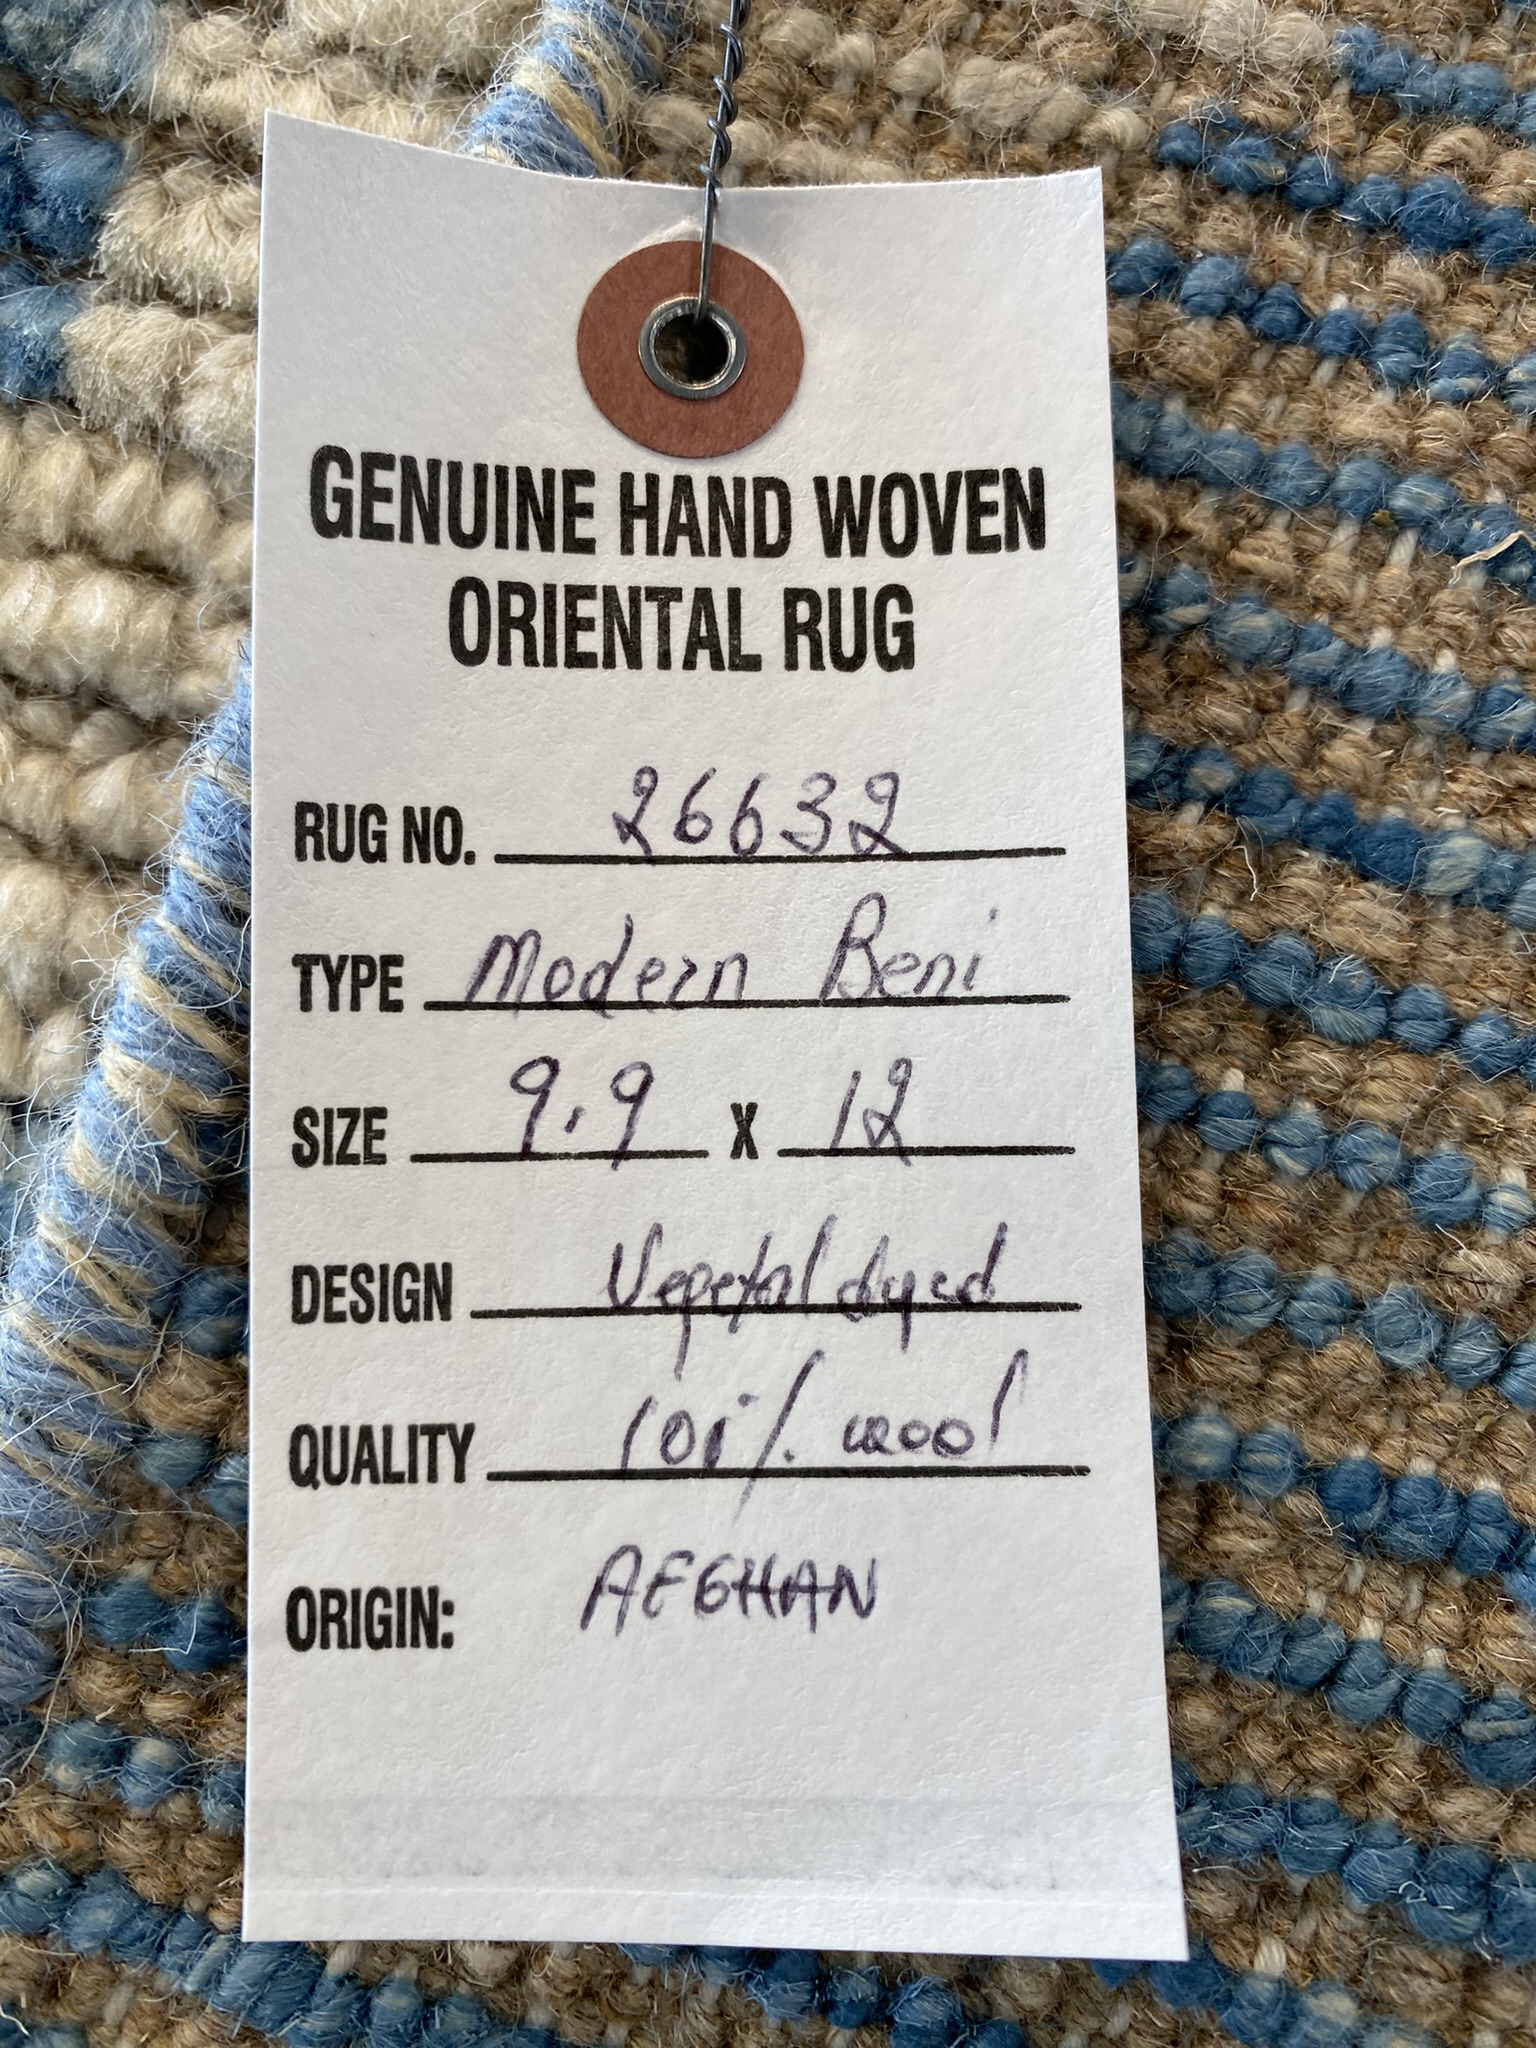 GENUINE HAND WOVEN
ORIENTAL RUG
RUG NO. 26632
TYPE Modern Beni
SIZE 9.9 X 12
DESIGN Vegetal dyed
QUALITY 100% wool
ORIGIN: AFGHAN